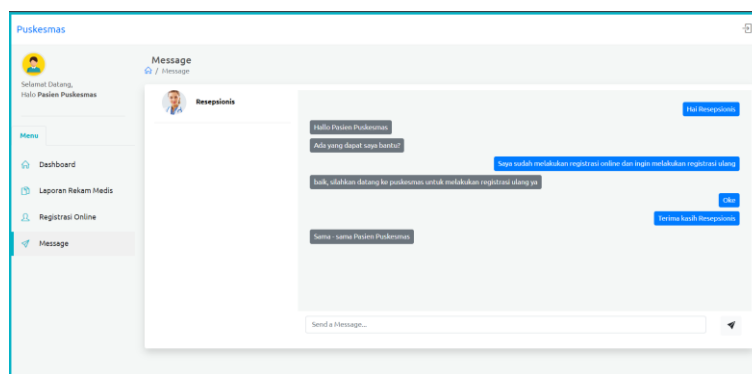 Puskesmas
Selamat Datang,
Halo Pasien Puskesmas
Menu
Dashboard
Laporan Rekam Medis
Registrasi Online
Message
Message
/ Message
Resepsionis
Hai Resepsionis
Hallo Pasien Puskesmas
Ada yang dapat saya bantu?
Saya sudah melakukan registrasi online dan ingin melakukan registrasi ulang
baik, silahkan datang ke puskesmas untuk melakukan registrasi ulang ya
Oke
Terima kasih Resepsionis
Sama - sama Pasien Puskesmas
Send a Message...